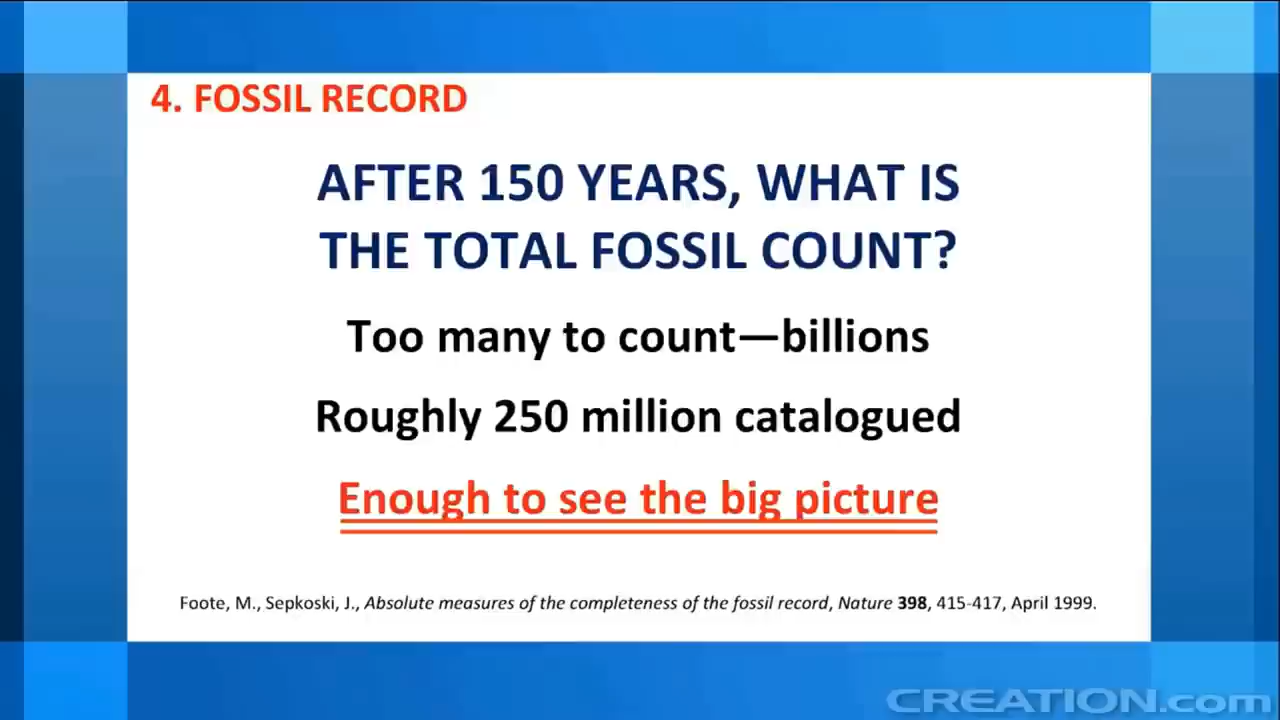 4. FOSSIL RECORD
AFTER 150 YEARS, WHAT IS
THE TOTAL FOSSIL COUNT?
Too many to count—billions
Roughly 250 million catalogued
Enough to see the big picture
Foote, M., Sepkoski, J., Absolute measures of the completeness of the fossil record, Nature 398, 415-417, April 1999.
CREATION.com